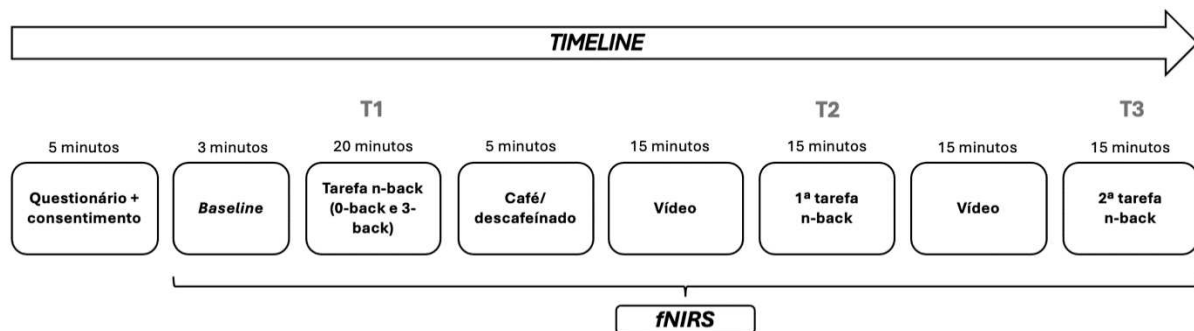 TIMELINE
T1
T2
T3
5 minutos
3 minutos
20 minutos
5 minutos
15 minutos
15 minutos
15 minutos
15 minutos
Questionário +
consentimento
Baseline
Tarefa n-back
(0-back e 3-
back)
Café/
descafeínado
Vídeo
1ª tarefa
n-back
Vídeo
2ª tarefa
n-back
fNIRS